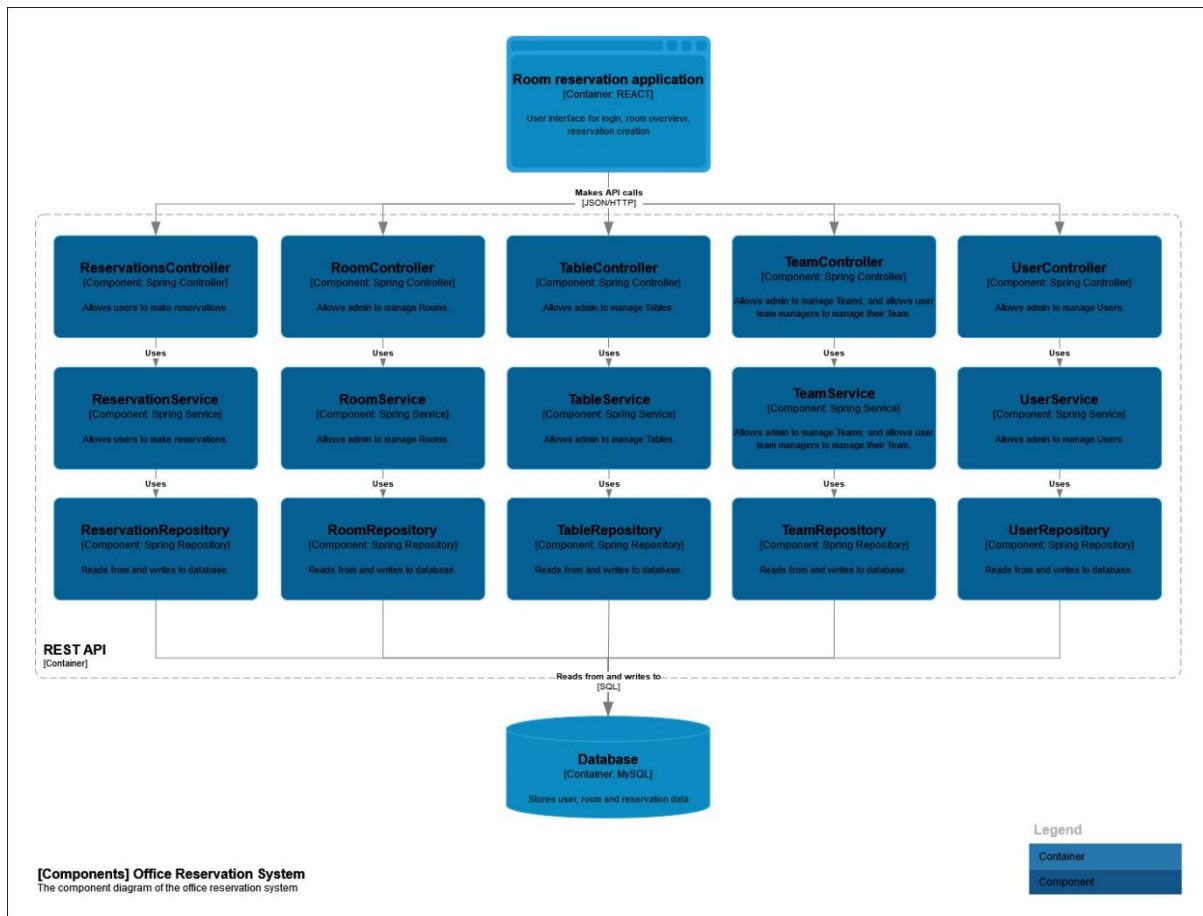 Room reservation application
[Container: REACT]
User interface for login, room overview,
reservation creation
Makes API calls
[JSON/HTTP]
ReservationsController
[Component: Spring Controller]
Allows users to make reservations.
RoomController
[Component: Spring Controller]
Allows admin to manage Rooms.
TableController
[Component: Spring Controller]
Allows admin to manage Tables.
TeamController
[Component: Spring Controller]
Allows admin to manage Teams; and allows user
team managers to manage their Team.
UserController
[Component: Spring Controller]
Allows admin to manage Users.
Uses
Uses
Uses
Uses
Uses
ReservationService
[Component: Spring Service]
Allows users to make reservations.
RoomService
[Component: Spring Service]
Allows admin to manage Rooms.
TableService
[Component: Spring Service]
Allows admin to manage Tables.
TeamService
[Component: Spring Service]
Allows admin to manage Teams; and allows user
team managers to manage their Team.
UserService
[Component: Spring Service]
Allows admin to manage Users.
Uses
Uses
Uses
Uses
Uses
ReservationRepository
[Component: Spring Repository]
Reads from and writes to database.
RoomRepository
[Component: Spring Repository]
Reads from and writes to database.
TableRepository
[Component: Spring Repository]
Reads from and writes to database.
TeamRepository
[Component: Spring Repository]
Reads from and writes to database.
UserRepository
[Component: Spring Repository]
Reads from and writes to database.
REST API
[Container]
Reads from and writes to
[SQL]
Database
[Container: MySQL]
Stores user, room and reservation data
Legend
Container
Component
[Components] Office Reservation System
The component diagram of the office reservation system